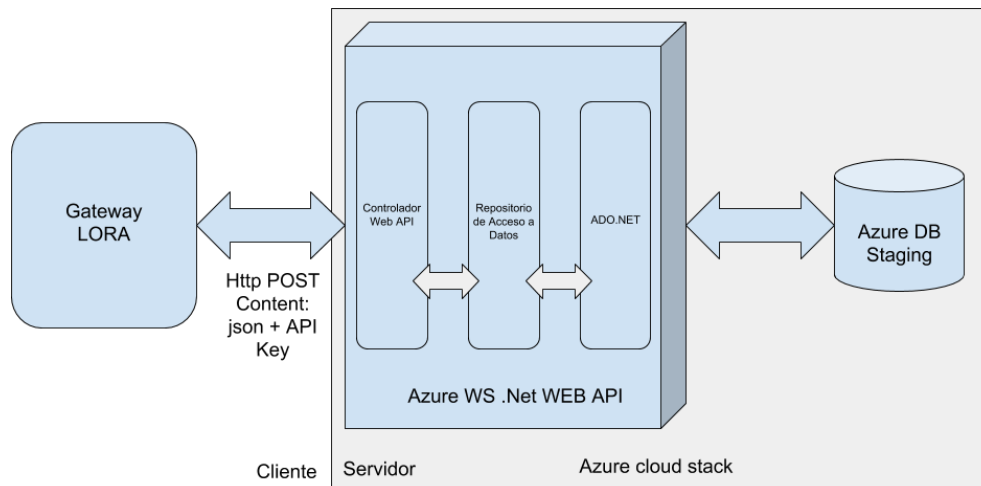 Gateway
LORA
Http POST
Content:
json + API
Key
Controlador
Web API
Repositorio
de Acceso a
Datos
ADO.NET
Azure WS .Net WEB API
Azure DB
Staging
Cliente
Servidor
Azure cloud stack